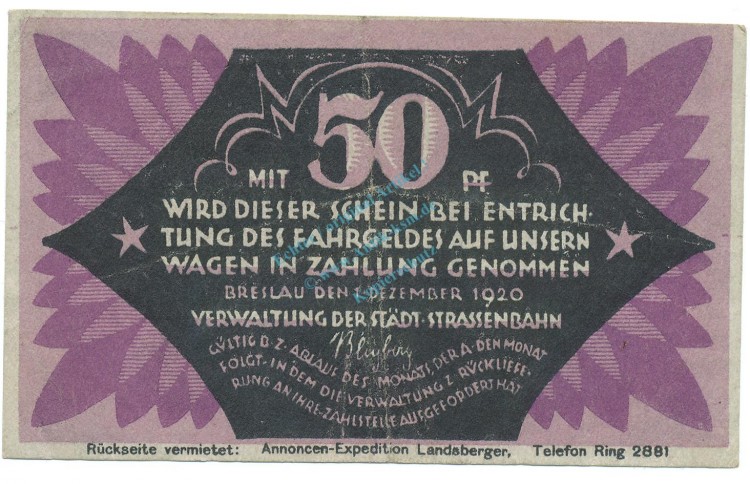 50
MIT PF
WIRD DIESER SCHEIN BEI ENTRICH-
TUNG DES FAHRGELDES AUF UNSERN
WAGEN IN ZAHLUNG GENOMMEN
BRESLAU DEN 1. DEZEMBER 1920
VERWALTUNG DER STÄDT. STRASSENBAHN
GÜLTIG B. Z. ABLAUF DES MONATS, DER A. DEN MONAT
FOLGT, IN DEM DIE VERWALTUNG Z. RÜCKLIEFE-
RUNG AN IHRE ZAHLSTELLE AUFGEFORDERT HAT
Rückseite vermietet: Annoncen-Expedition Landsberger, Telefon Ring 2881